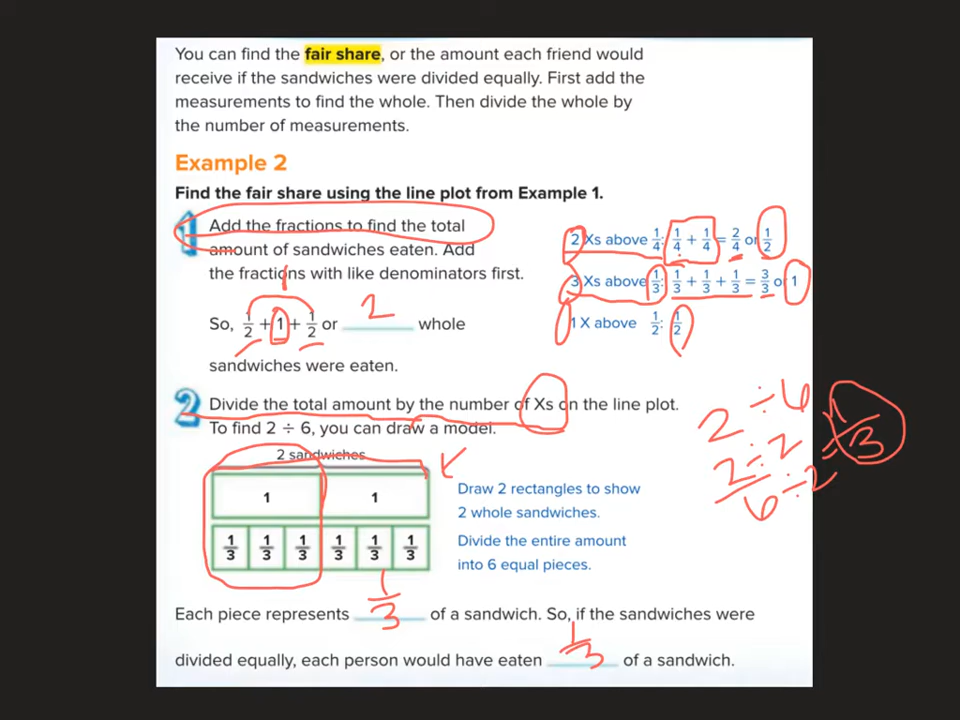 You can find the fair share, or the amount each friend would
receive if the sandwiches were divided equally. First add the
measurements to find the whole. Then divide the whole by
the number of measurements.
Example 2
Find the fair share using the line plot from Example 1.
1 Add the fractions to find the total
amount of sandwiches eaten. Add
the fractions with like denominators first.
1
So, 1/2 + 1 + 1/2 or 2 whole
sandwiches were eaten.
2 Xs above 1/4: 1/4 + 1/4 = 2/4 or 1/2
3 Xs above 1/3: 1/3 + 1/3 + 1/3 = 3/3 or 1
1 X above 1/2: 1/2
2 Divide the total amount by the number of Xs on the line plot.
To find 2 ÷ 6, you can draw a model.
2 ÷ 6
2 ÷ 2 / 6 ÷ 2 = 1/3
2 sandwiches
1 1
1/3 1/3 1/3 1/3 1/3 1/3
Draw 2 rectangles to show
2 whole sandwiches.
Divide the entire amount
into 6 equal pieces.
Each piece represents 1/3 of a sandwich. So, if the sandwiches were
divided equally, each person would have eaten 1/3 of a sandwich.